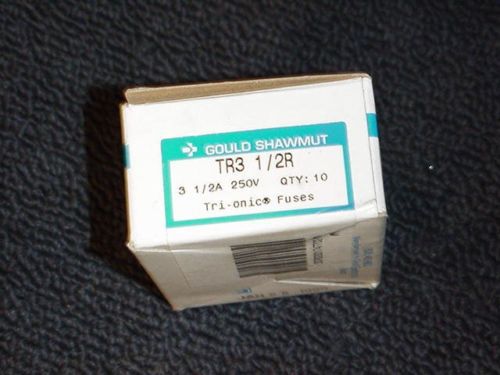 GOULD SHAWMUT
TR3 1/2R
3 1/2A 250V QTY: 10
Tri-onic® Fuses